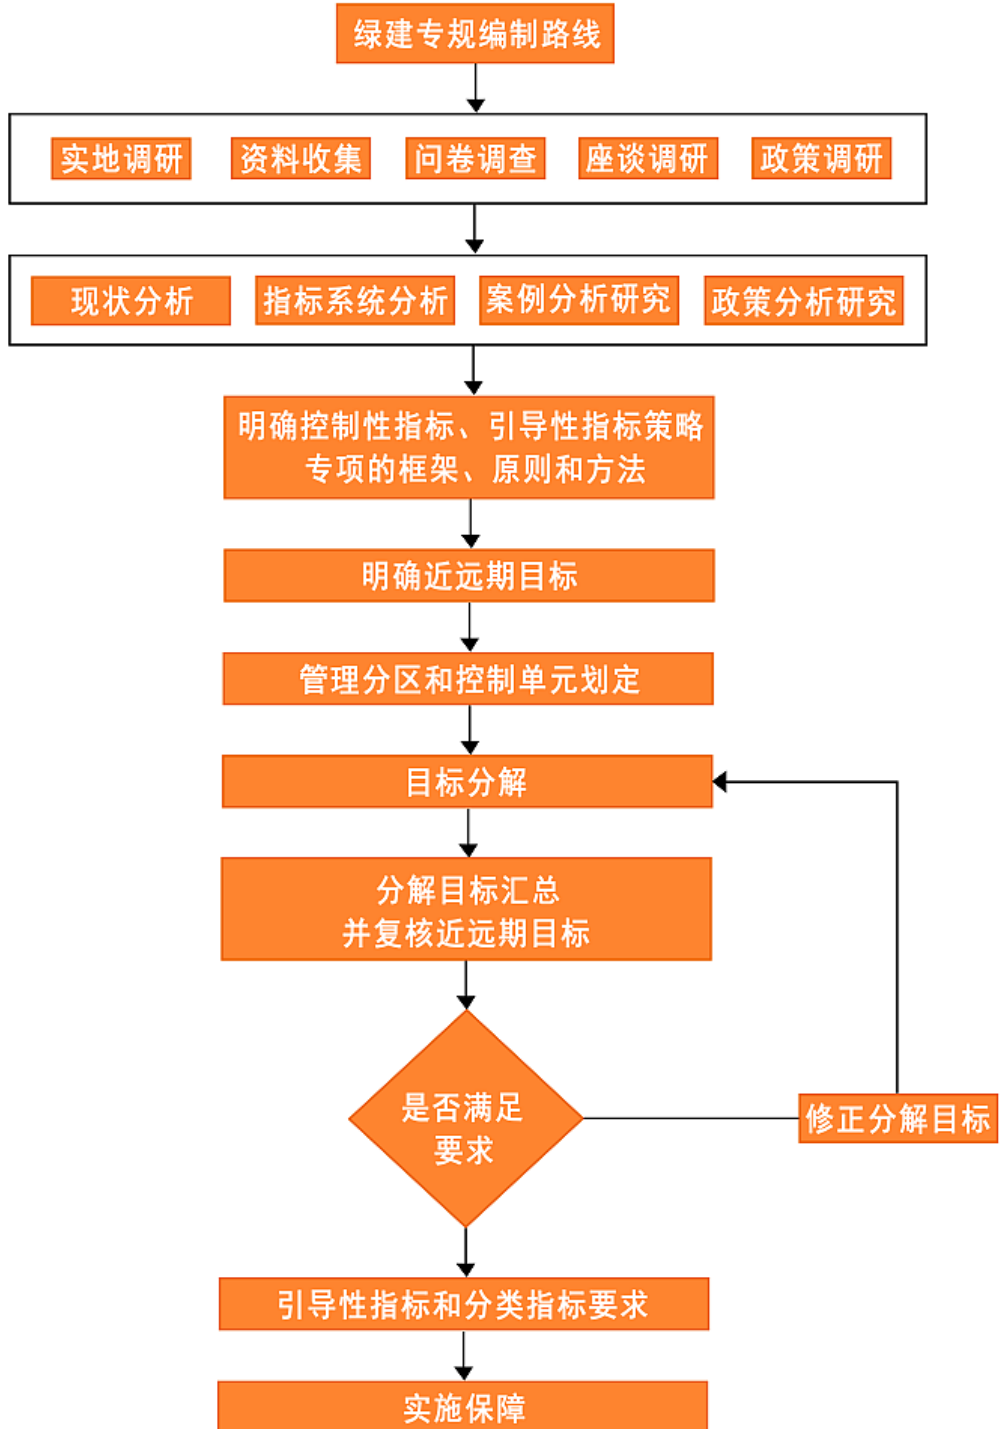 绿建专规编制路线
实地调研 资料收集 问卷调查 座谈调研 政策调研
现状分析 指标系统分析 案例分析研究 政策分析研究
明确控制性指标、引导性指标策略
专项的框架、原则和方法
明确近远期目标
管理分区和控制单元划定
目标分解
分解目标汇总
并复核近远期目标
是否满足
要求
修正分解目标
引导性指标和分类指标要求
实施保障